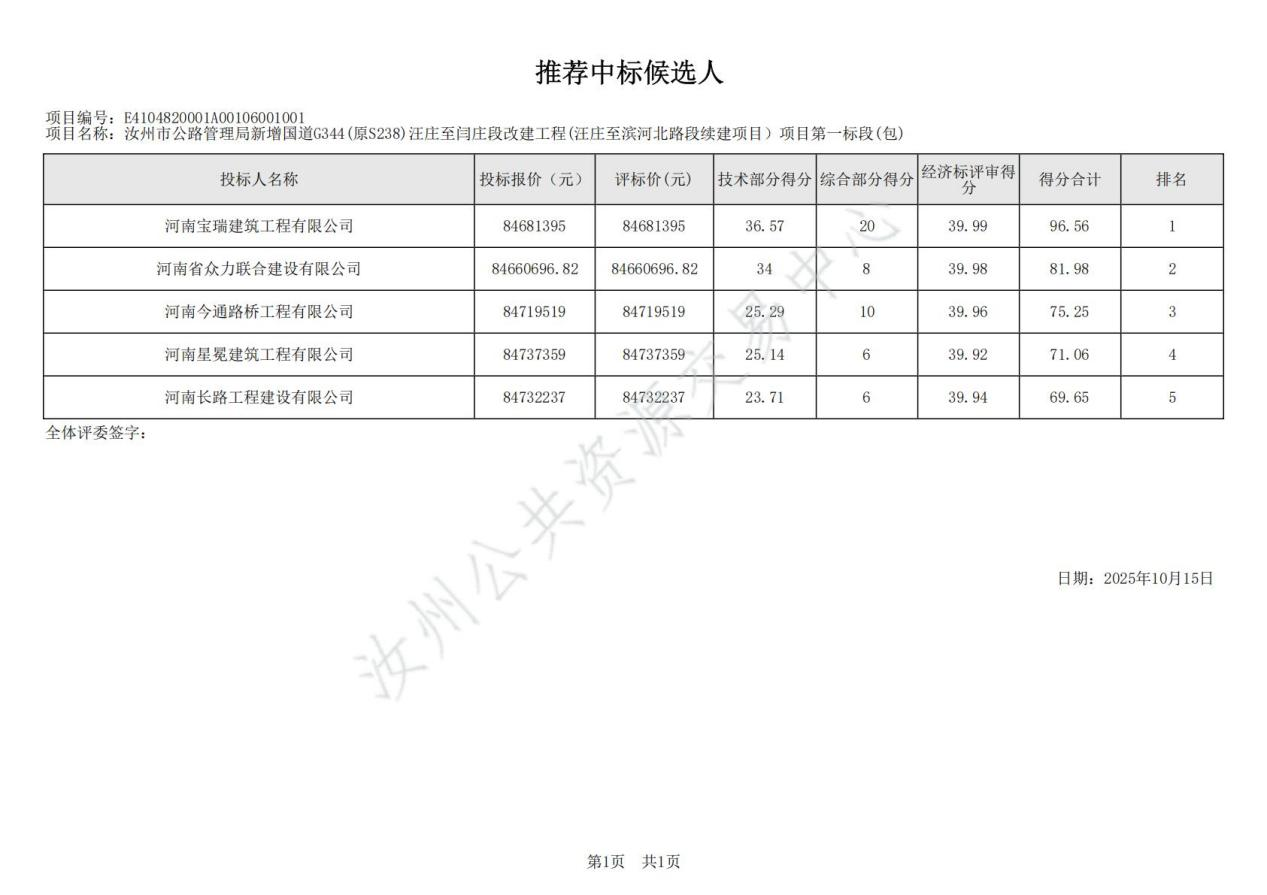 推荐中标候选人
项目编号：E4104820001A00106001001
项目名称：汝州市公路管理局新增国道G344(原S238)汪庄至闫庄段改建工程(汪庄至滨河北路段续建项目）项目第一标段(包)
投标人名称 投标报价（元） 评标价(元) 技术部分得分 综合部分得分 经济标评审得分 得分合计 排名
河南宝瑞建筑工程有限公司 84681395 84681395 36.57 20 39.99 96.56 1
河南省众力联合建设有限公司 84660696.82 84660696.82 34 8 39.98 81.98 2
河南今通路桥工程有限公司 84719519 84719519 25.29 10 39.96 75.25 3
河南星冕建筑工程有限公司 84737359 84737359 25.14 6 39.92 71.06 4
河南长路工程建设有限公司 84732237 84732237 23.71 6 39.94 69.65 5
全体评委签字：
汝州公共资源交易中心
日期：2025年10月15日
第1页 共1页